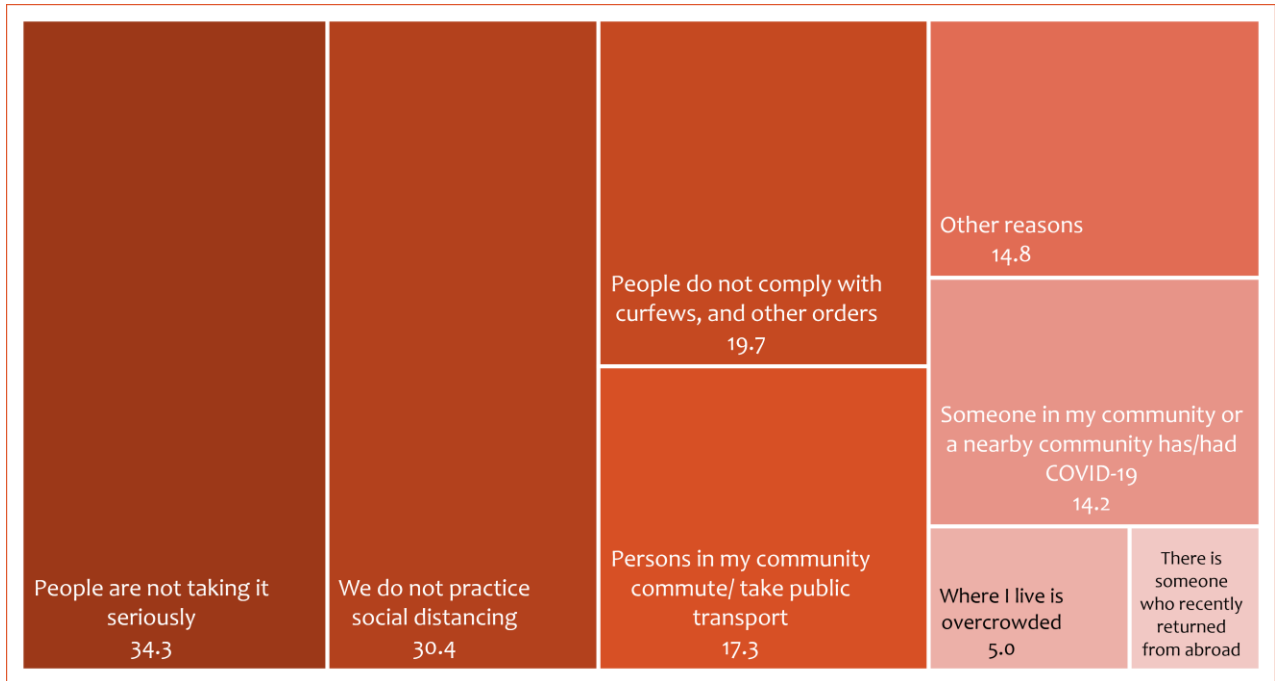 People are not taking it
seriously
34.3
We do not practice
social distancing
30.4
People do not comply with
curfews, and other orders
19.7
Persons in my community
commute/ take public
transport
17.3
Other reasons
14.8
Someone in my community or
a nearby community has/had
COVID-19
14.2
Where I live is
overcrowded
5.0
There is
someone
who recently
returned
from abroad